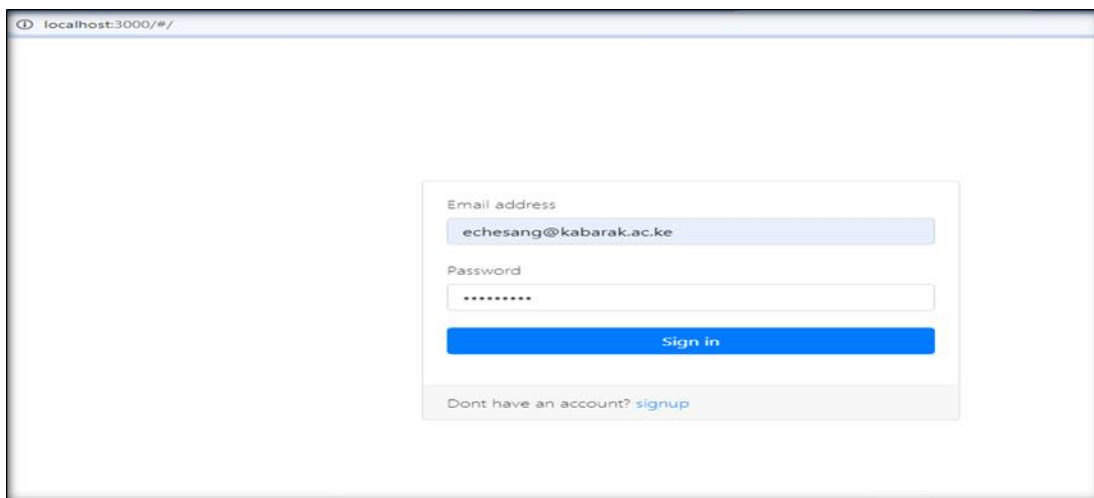 localhost:3000/#/
Email address
echesang@kabarak.ac.ke
Password
•••••••••
Sign in
Dont have an account? signup